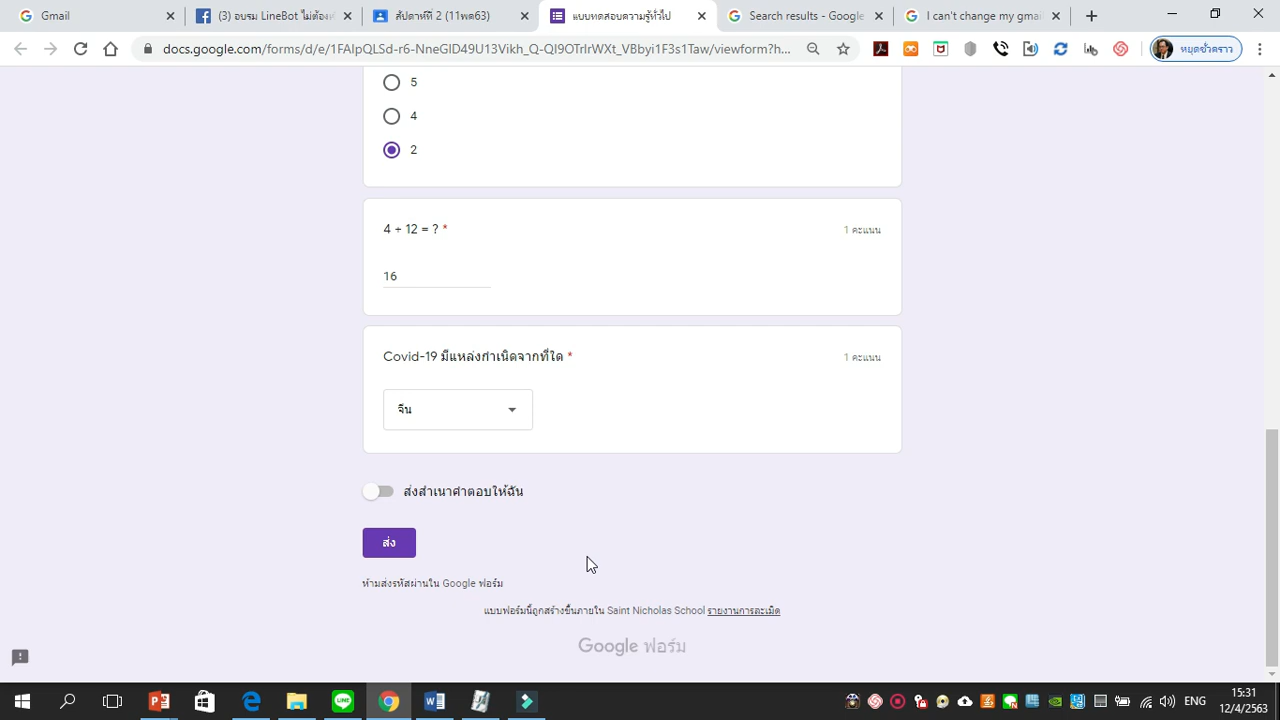 Gmail
(3) อบรม LineBot ไม่ต้องเ
สัปดาห์ที่ 2 (11พค63)
แบบทดสอบความรู้ทั่วไป
Search results - Google
I can't change my gmai
docs.google.com/forms/d/e/1FAIpQLSd-r6-NneGID49U13Vikh_Q-QI9OTrIrWXt_VBbyi1F3s1Taw/viewform?h...
หยุดชั่วคราว
5
4
2
4 + 12 = ? *
1 คะแนน
16
Covid-19 มีแหล่งกำเนิดจากที่ใด *
1 คะแนน
จีน
ส่งสำเนาคำตอบให้ฉัน
ส่ง
ห้ามส่งรหัสผ่านใน Google ฟอร์ม
แบบฟอร์มนี้ถูกสร้างขึ้นภายใน Saint Nicholas School รายงานการละเมิด
Google ฟอร์ม
ENG
15:31
12/4/2563